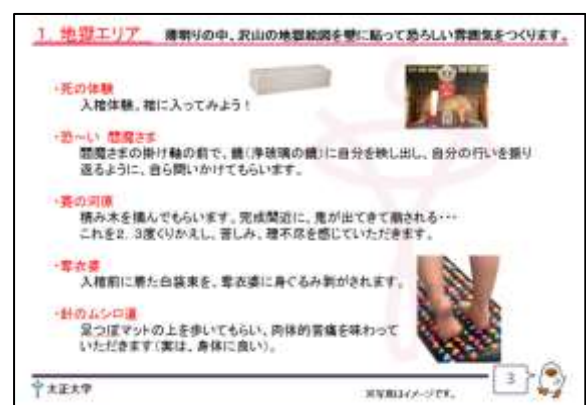 1. 地獄エリア　薄明りの中、沢山の地獄絵図を壁に貼って恐ろしい雰囲気をつくります。
・死の体験
入棺体験。棺に入ってみよう！
・恐～い 閻魔さま
閻魔さまの掛け軸の前で、鏡（浄玻璃の鏡）に自分を映し出し、自分の行いを振り
返るように、自ら問いかけてもらいます。
・賽の河原
積み木を積んでもらいます。完成間近に、鬼が出てきて崩される・・・
これを2、3度くりかえし、苦しみ、理不尽を感じていただきます。
・奪衣婆
入棺前に着た白装束を、奪衣婆に身ぐるみ剥がされます。
・針のムシロ道
足つぼマットの上を歩いてもらい、肉体的苦痛を味わって
いただきます（実は、身体に良い）。
大正大学
※写真はイメージです。
3